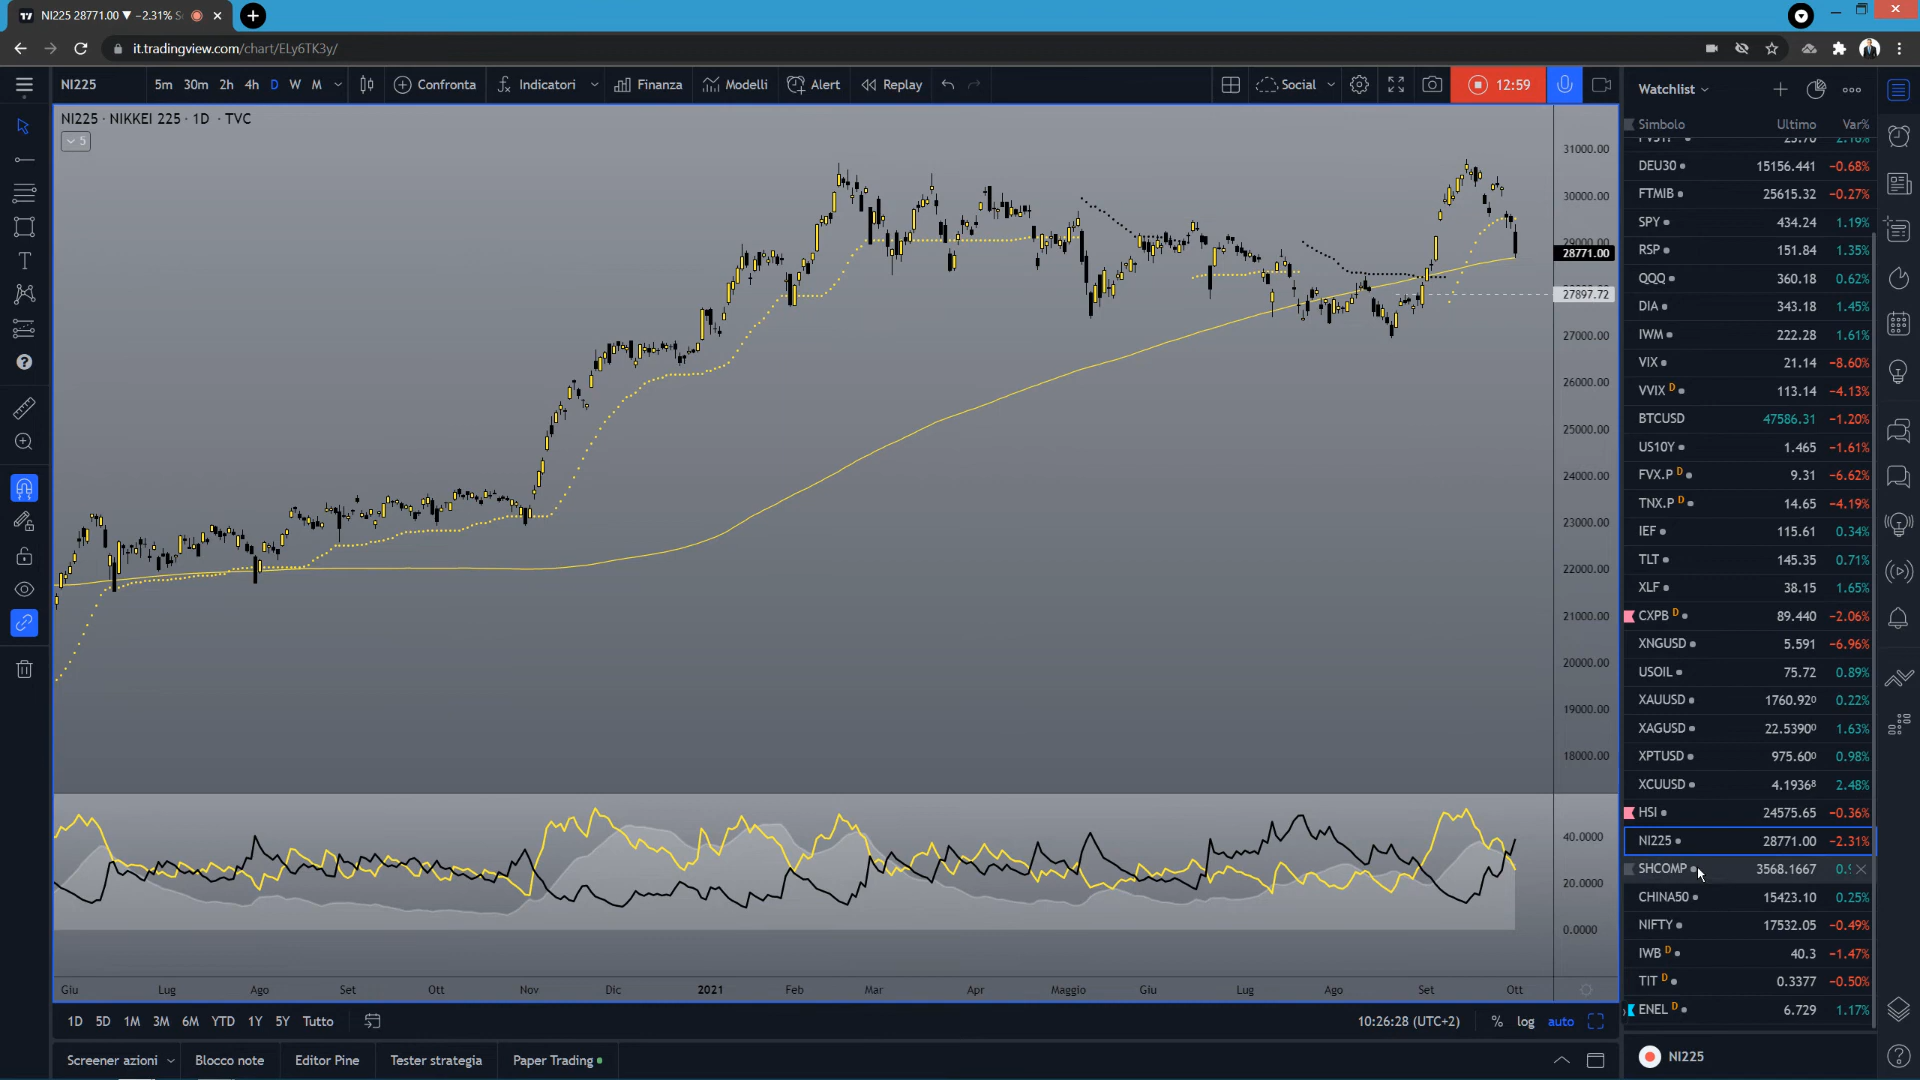 NI225 28771.00 ▼ −2.31% S
it.tradingview.com/chart/ELy6TK3y/
NI225 5m 30m 2h 4h D W M Confronta Indicatori Finanza Modelli Alert Replay Social 12:59
NI225 · NIKKEI 225 · 1D · TVC
5
31000.00
30000.00
29000.00
28771.00
27897.72
27000.00
26000.00
25000.00
24000.00
23000.00
22000.00
21000.00
20000.00
19000.00
18000.00
40.0000
20.0000
0.0000
Giu Lug Ago Set Ott Nov Dic 2021 Feb Mar Apr Maggio Giu Lug Ago Set Ott
1D 5D 1M 3M 6M YTD 1Y 5Y Tutto 10:26:28 (UTC+2) % log auto
Screener azioni Blocco note Editor Pine Tester strategia Paper Trading
Watchlist
Simbolo Ultimo Var%
DEU30 15156.441 −0.68%
FTMIB 25615.32 −0.27%
SPY 434.24 1.19%
RSP 151.84 1.35%
QQQ 360.18 0.62%
DIA 343.18 1.45%
IWM 222.28 1.61%
VIX 21.14 −8.60%
VVIX D 113.14 −4.13%
BTCUSD 47586.31 −1.20%
US10Y 1.465 −1.61%
FVX.P D 9.31 −6.62%
TNX.P D 14.65 −4.19%
IEF 115.61 0.34%
TLT 145.35 0.71%
XLF 38.15 1.65%
CXPB D 89.440 −2.06%
XNGUSD 5.591 −6.96%
USOIL 75.72 0.89%
XAUUSD 1760.920 0.22%
XAGUSD 22.53900 1.63%
XPTUSD 975.600 0.98%
XCUUSD 4.19368 2.48%
HSI 24575.65 −0.36%
NI225 28771.00 −2.31%
SHCOMP 3568.1667
CHINA50 15423.10 0.25%
NIFTY 17532.05 −0.49%
IWB D 40.3 −1.47%
TIT D 0.3377 −0.50%
ENEL D 6.729 1.17%
NI225